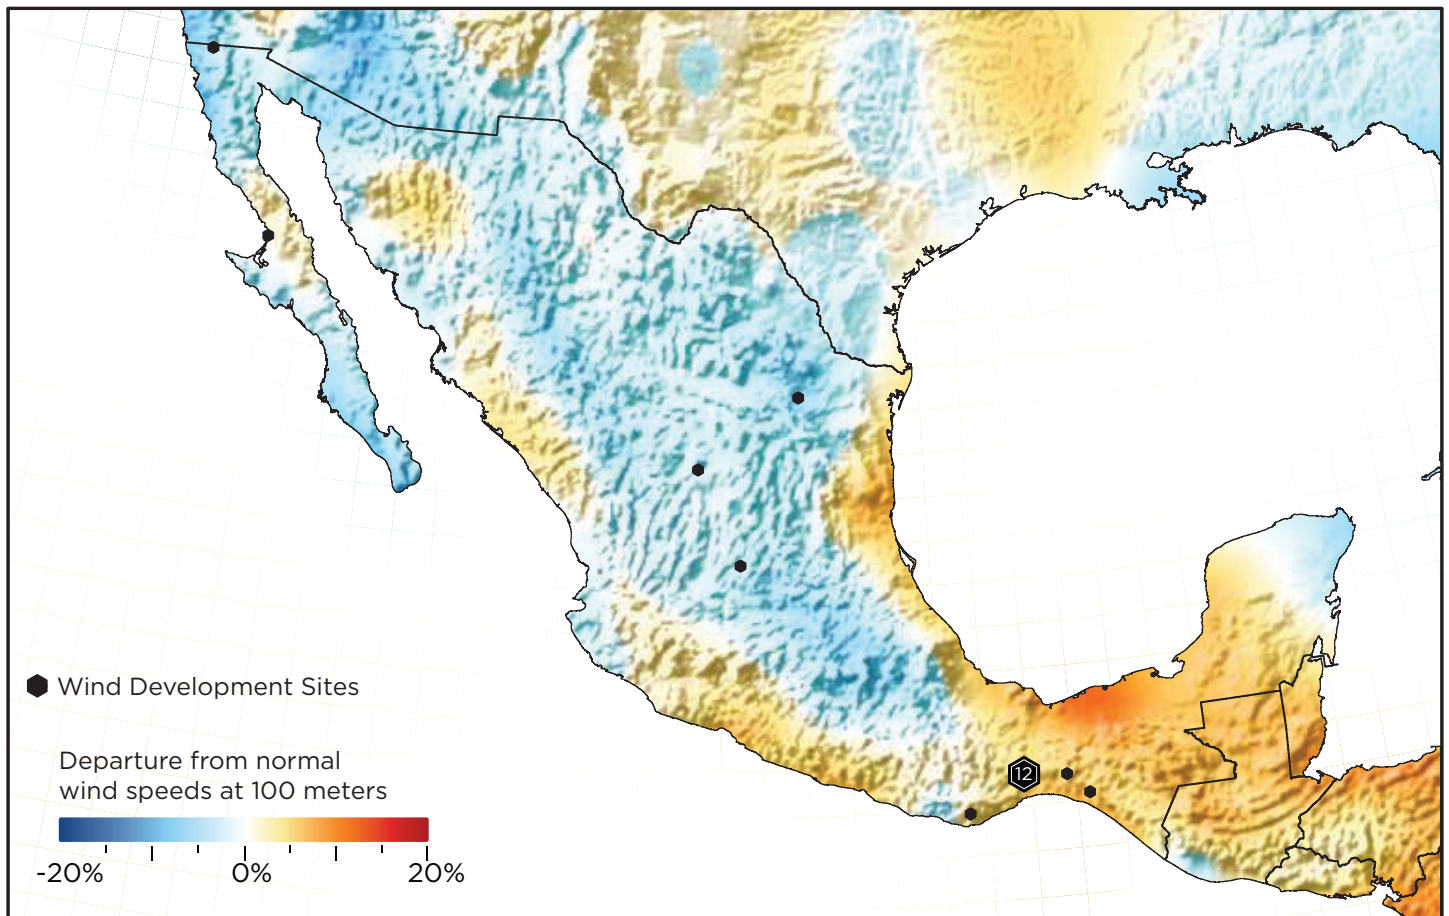 12
Wind Development Sites
Departure from normal
wind speeds at 100 meters
-20% 0% 20%